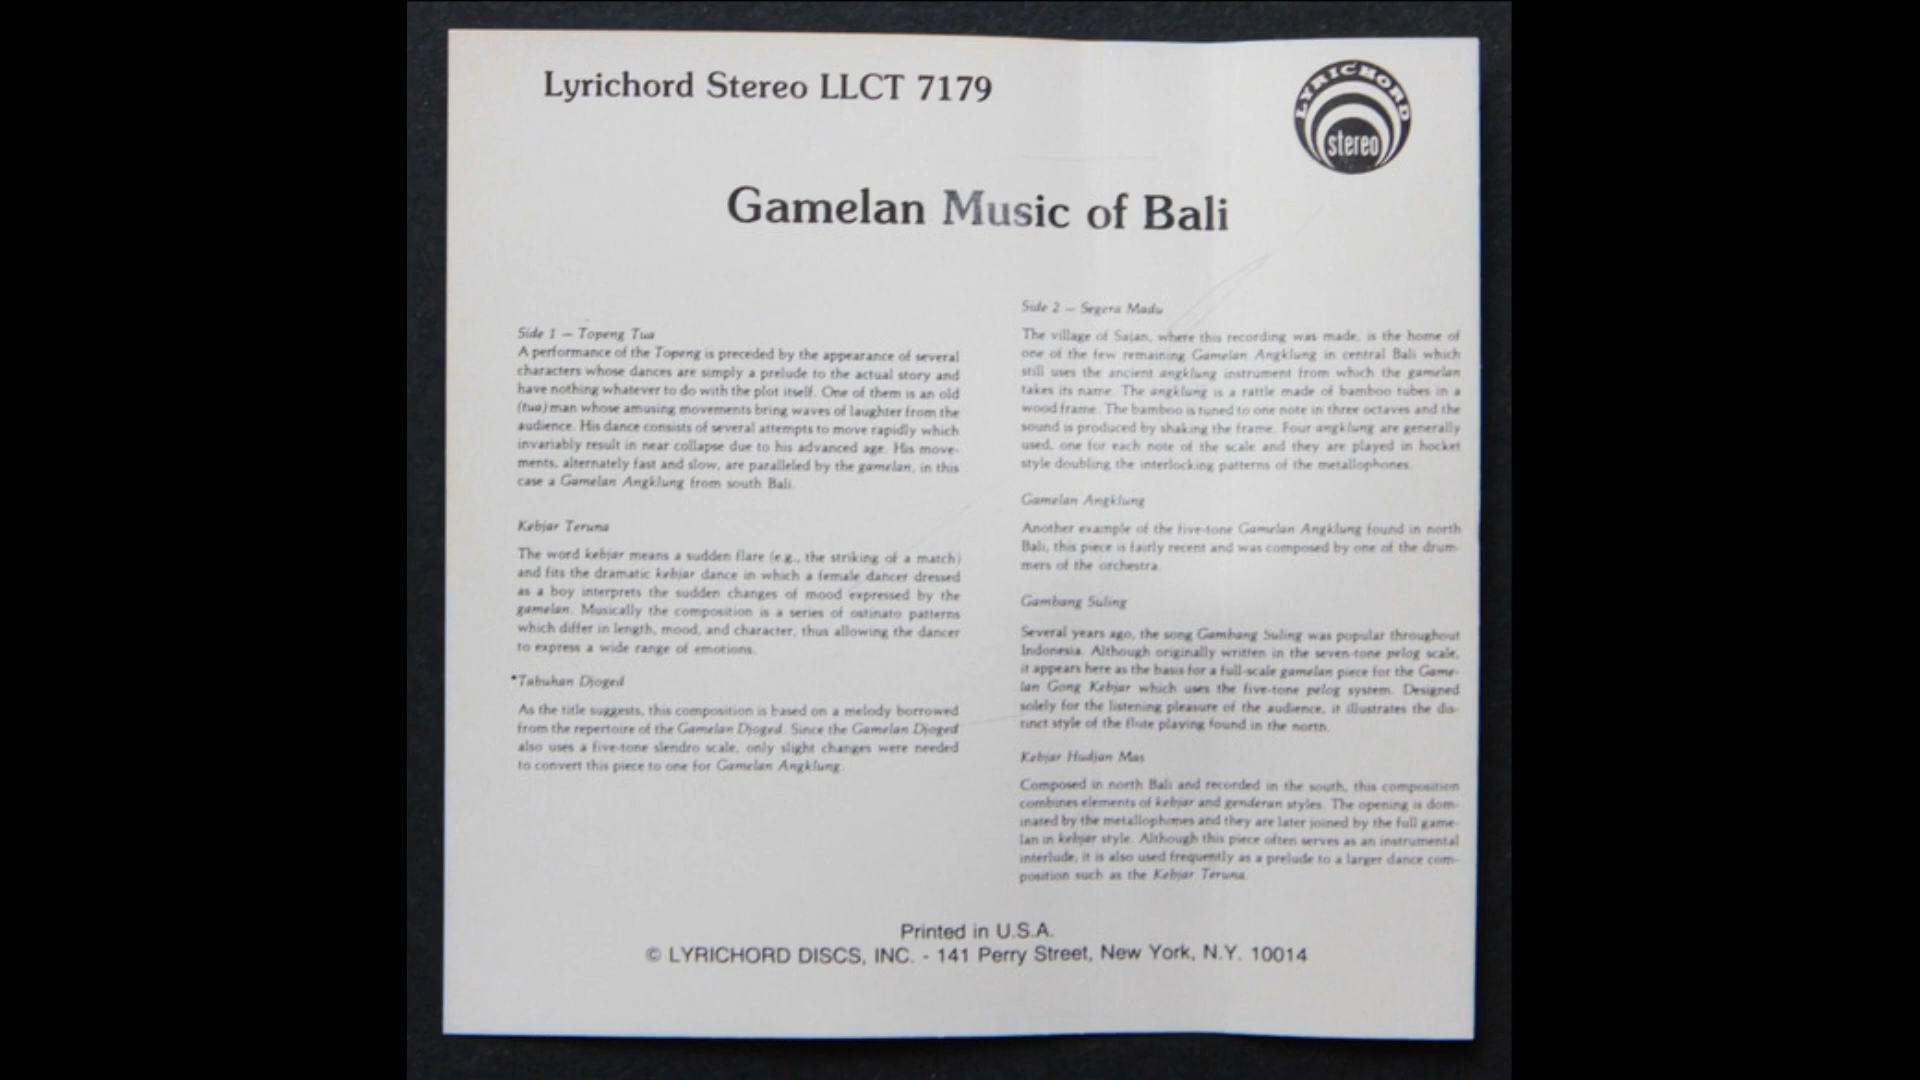 Lyrichord Stereo LLCT 7179
LYRICHORD
stereo
Gamelan Music of Bali
Side 1 — Topeng Tua
A performance of the Topeng is preceded by the appearance of several
characters whose dances are simply a prelude to the actual story and
have nothing whatever to do with the plot itself. One of them is an old
(tua) man whose amusing movements bring waves of laughter from the
audience. His dance consists of several attempts to move rapidly which
invariably result in near collapse due to his advanced age. His move-
ments, alternately fast and slow, are paralleled by the gamelan, in this
case a Gamelan Angklung from south Bali.
Kebjar Teruna
The word kebjar means a sudden flare (e.g., the striking of a match)
and fits the dramatic kebjar dance in which a female dancer dressed
as a boy interprets the sudden changes of mood expressed by the
gamelan. Musically the composition is a series of ostinato patterns
which differ in length, mood, and character, thus allowing the dancer
to express a wide range of emotions.
*Tabuhan Djoged
As the title suggests, this composition is based on a melody borrowed
from the repertoire of the Gamelan Djoged. Since the Gamelan Djoged
also uses a five-tone slendro scale, only slight changes were needed
to convert this piece to one for Gamelan Angklung.
Side 2 — Segera Madu
The village of Sajan, where this recording was made, is the home of
one of the few remaining Gamelan Angklung in central Bali which
still uses the ancient angklung instrument from which the gamelan
takes its name. The angklung is a rattle made of bamboo tubes in a
wood frame. The bamboo is tuned to one note in three octaves and the
sound is produced by shaking the frame. Four angklung are generally
used, one for each note of the scale and they are played in hocket
style doubling the interlocking patterns of the metallophones.
Gamelan Angklung
Another example of the five-tone Gamelan Angklung found in north
Bali, this piece is fairly recent and was composed by one of the drum-
mers of the orchestra.
Gambang Suling
Several years ago, the song Gambang Suling was popular throughout
Indonesia. Although originally written in the seven-tone pelog scale,
it appears here as the basis for a full-scale gamelan piece for the Game-
lan Gong Kebjar which uses the five-tone pelog system. Designed
solely for the listening pleasure of the audience, it illustrates the dis-
tinct style of the flute playing found in the north.
Kebjar Hudjan Mas
Composed in north Bali and recorded in the south, this composition
combines elements of kebjar and genderan styles. The opening is dom-
inated by the metallophones and they are later joined by the full game-
lan in kebjar style. Although this piece often serves as an instrumental
interlude, it is also used frequently as a prelude to a larger dance com-
position such as the Kebjar Teruna.
Printed in U.S.A.
© LYRICHORD DISCS, INC. - 141 Perry Street, New York, N.Y. 10014